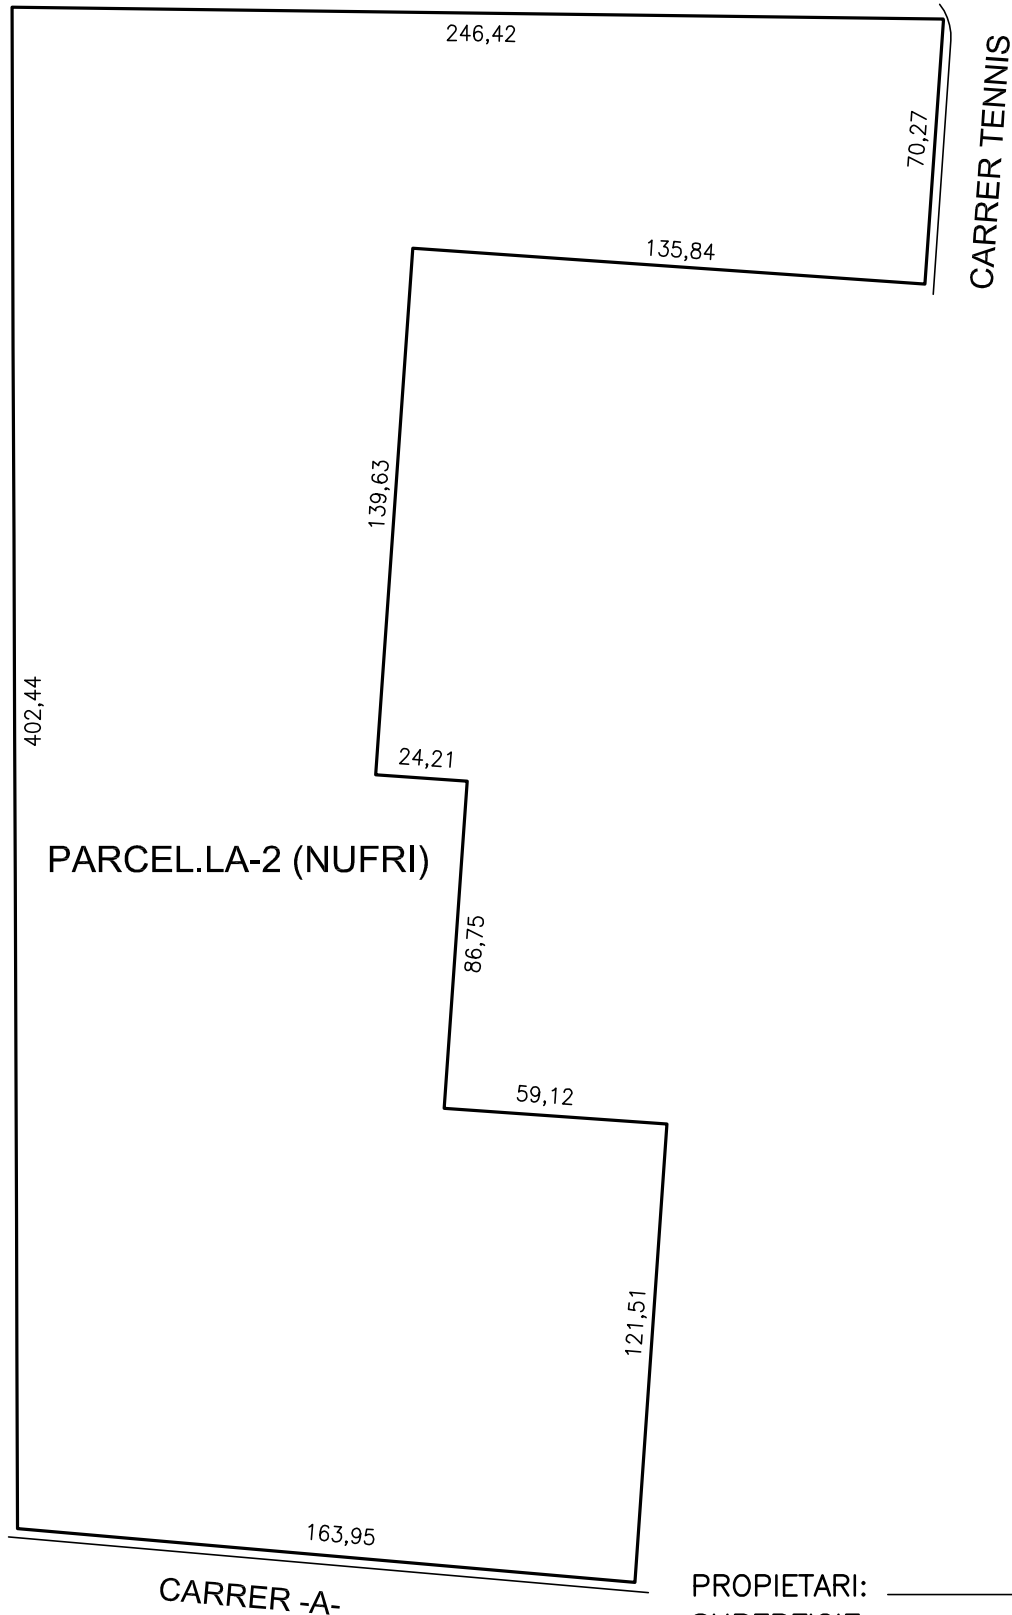 246,42
CARRER TENNIS
70,27
135,84
139,63
402,44
24,21
PARCEL.LA-2 (NUFRI)
86,75
59,12
121,51
163,95
CARRER -A-
PROPIETARI: